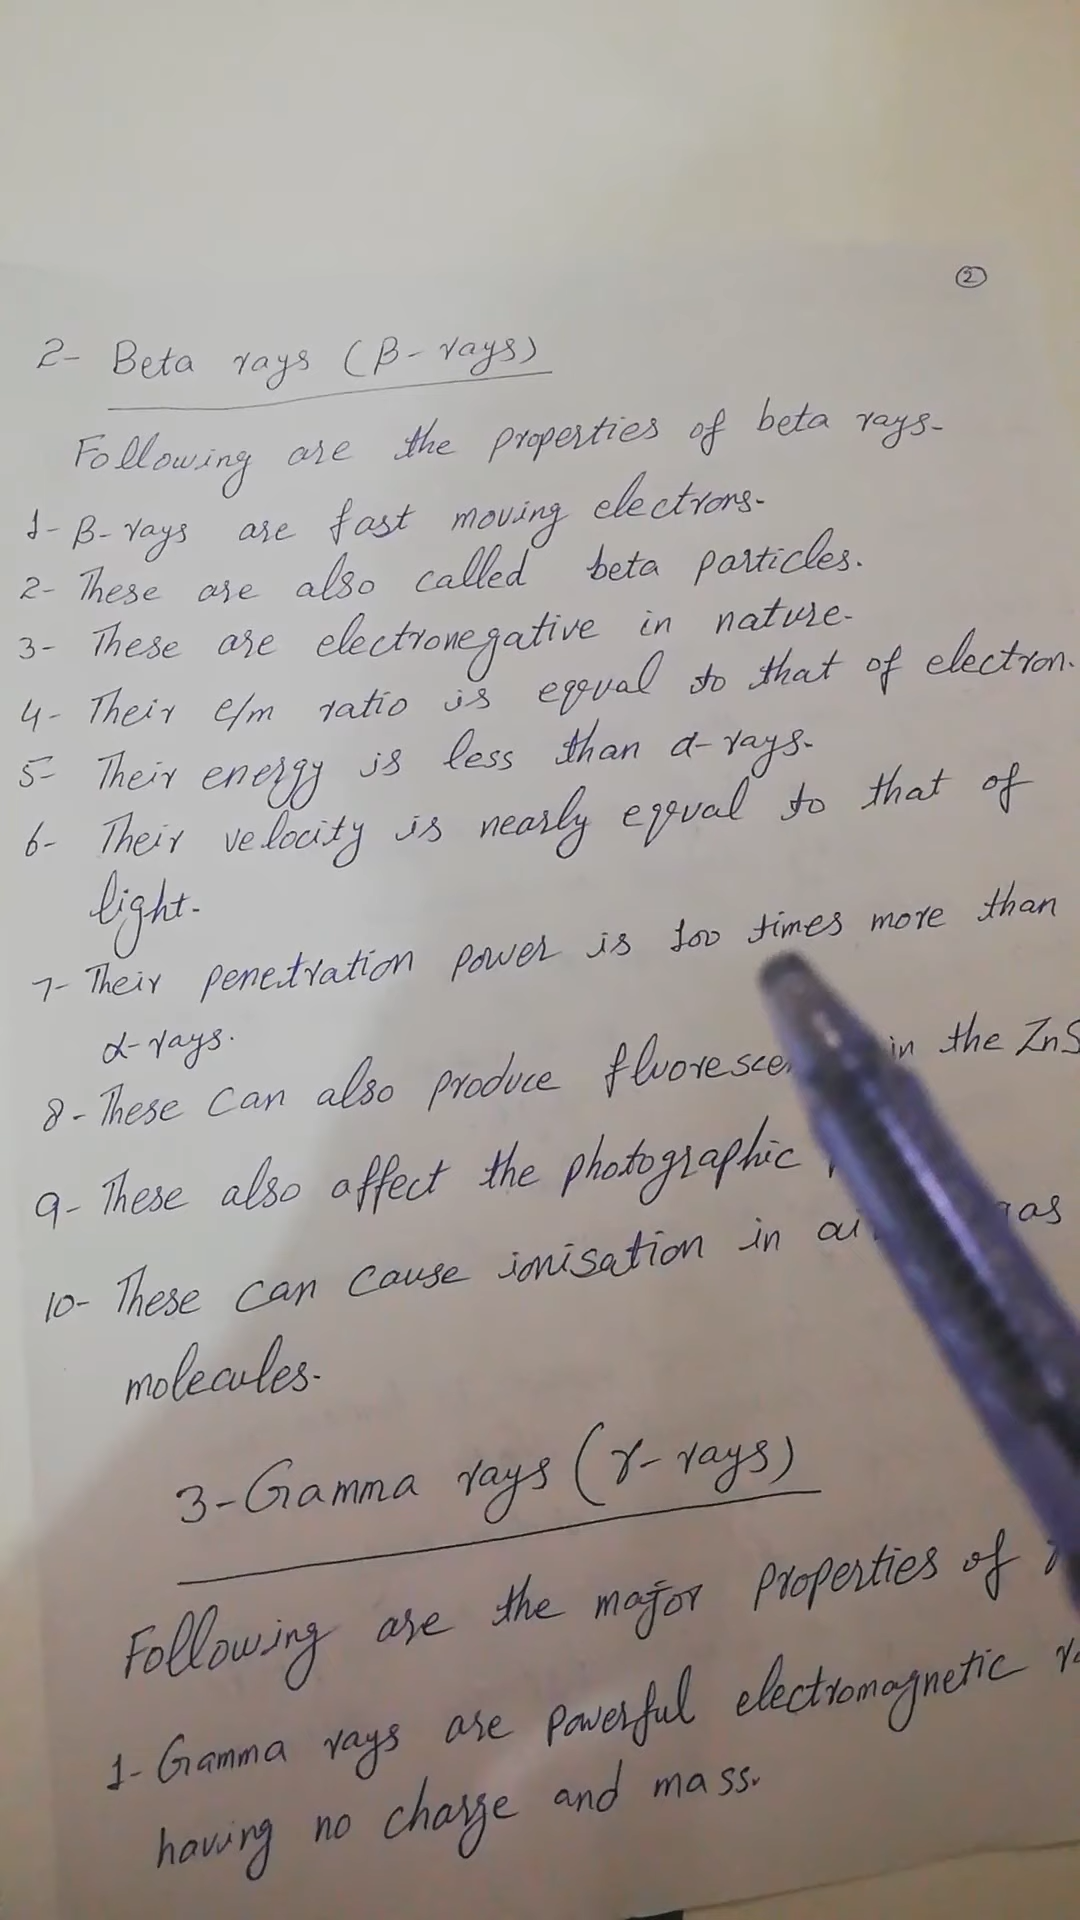 ②
2- Beta rays (β-rays)
Following are the properties of beta rays-
1- β-rays are fast moving electrons-
2- These are also called beta particles.
3- These are electronegative in nature-
4- Their e/m ratio is equal to that of electron.
5- Their energy is less than α-rays-
6- Their velocity is nearly equal to that of
light-
7- Their penetration power is 100 times more than
α-rays.
8- These can also produce in the ZnS
9- These also affect the photographic
10- These can cause ionisation in
molecules-
3- Gamma rays (γ-rays)
Following are the major properties of
1- Gamma rays are powerful electromagnetic
having no charge and mass.